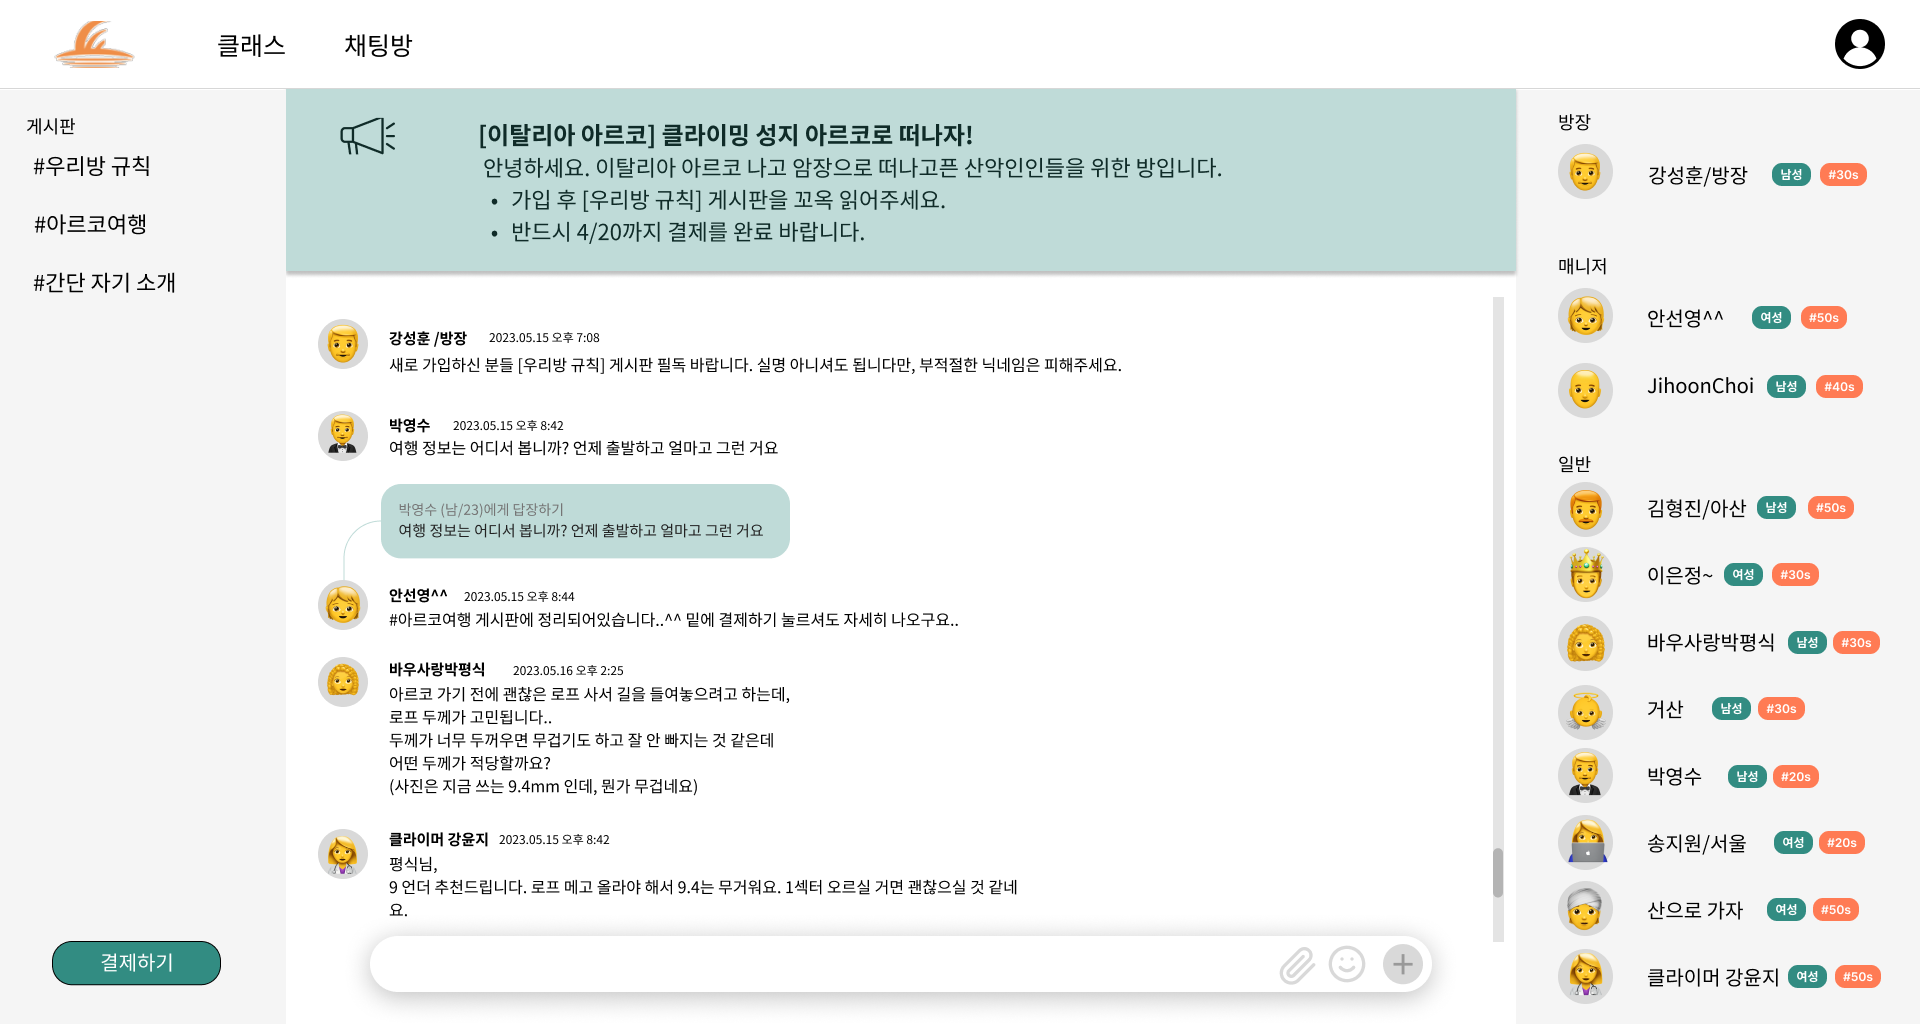 클래스 채팅방
게시판
#우리방 규칙
#아르코여행
#간단 자기 소개
결제하기
[이탈리아 아르코] 클라이밍 성지 아르코로 떠나자!
안녕하세요. 이탈리아 아르코 나고 암장으로 떠나고픈 산악인인들을 위한 방입니다.
• 가입 후 [우리방 규칙] 게시판을 꼬옥 읽어주세요.
• 반드시 4/20까지 결제를 완료 바랍니다.
강성훈 /방장 2023.05.15 오후 7:08
새로 가입하신 분들 [우리방 규칙] 게시판 필독 바랍니다. 실명 아니셔도 됩니다만, 부적절한 닉네임은 피해주세요.
박영수 2023.05.15 오후 8:42
여행 정보는 어디서 봅니까? 언제 출발하고 얼마고 그런 거요
박영수 (남/23)에게 답장하기
여행 정보는 어디서 봅니까? 언제 출발하고 얼마고 그런 거요
안선영^^ 2023.05.15 오후 8:44
#아르코여행 게시판에 정리되어있습니다..^^ 밑에 결제하기 눌르셔도 자세히 나오구요..
바우사랑박평식 2023.05.16 오후 2:25
아르코 가기 전에 괜찮은 로프 사서 길을 들여놓으려고 하는데,
로프 두께가 고민됩니다..
두께가 너무 두꺼우면 무겁기도 하고 잘 안 빠지는 것 같은데
어떤 두께가 적당할까요?
(사진은 지금 쓰는 9.4mm 인데, 뭔가 무겁네요)
클라이머 강윤지 2023.05.15 오후 8:42
평식님,
9 언더 추천드립니다. 로프 메고 올라야 해서 9.4는 무거워요. 1섹터 오르실 거면 괜찮으실 것 같네
요.
방장
강성훈/방장 남성 #30s
매니저
안선영^^ 여성 #50s
JihoonChoi 남성 #40s
일반
김형진/아산 남성 #50s
이은정~ 여성 #30s
바우사랑박평식 남성 #30s
거산 남성 #30s
박영수 남성 #20s
송지원/서울 여성 #20s
산으로 가자 여성 #50s
클라이머 강윤지 여성 #50s